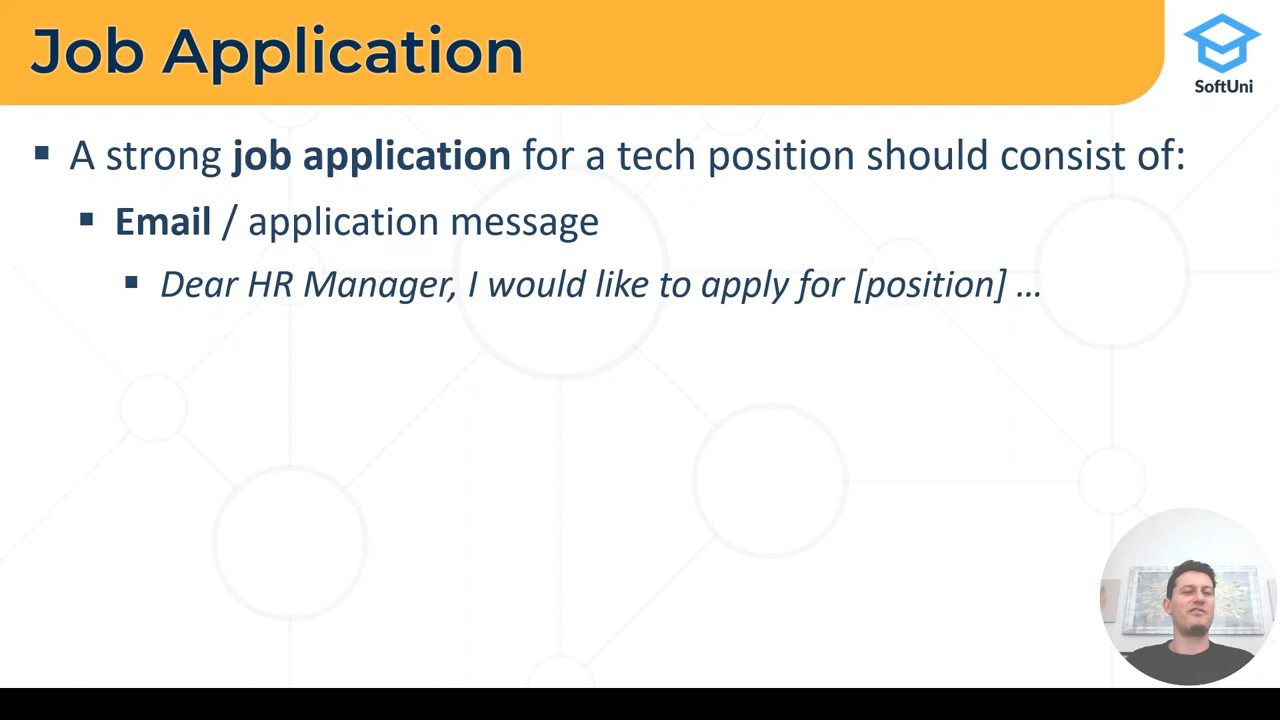 Job Application
SoftUni
▪ A strong job application for a tech position should consist of:
▪ Email / application message
▪ Dear HR Manager, I would like to apply for [position] …